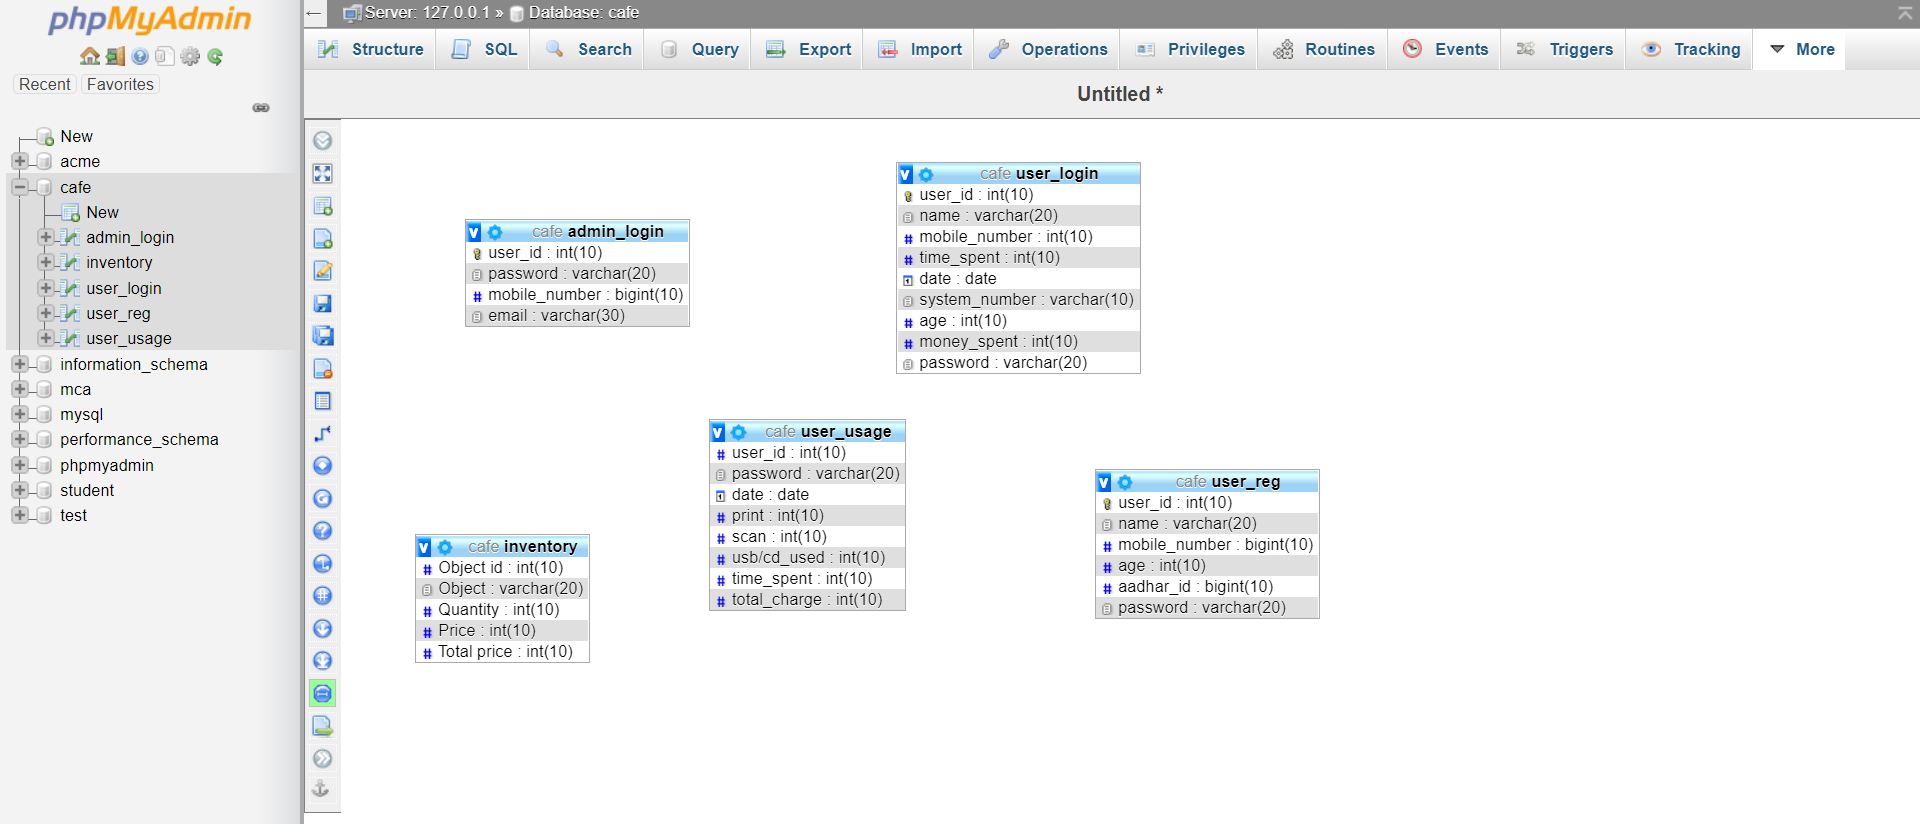 phpMyAdmin
Recent Favorites
New
acme
cafe
New
admin_login
inventory
user_login
user_reg
user_usage
information_schema
mca
mysql
performance_schema
phpmyadmin
student
test
Server: 127.0.0.1 » Database: cafe
Structure SQL Search Query Export Import Operations Privileges Routines Events Triggers Tracking More
Untitled *
cafe admin_login
user_id : int(10)
password : varchar(20)
mobile_number : bigint(10)
email : varchar(30)
cafe user_login
user_id : int(10)
name : varchar(20)
mobile_number : int(10)
time_spent : int(10)
date : date
system_number : varchar(10)
age : int(10)
money_spent : int(10)
password : varchar(20)
cafe user_usage
user_id : int(10)
password : varchar(20)
date : date
print : int(10)
scan : int(10)
usb/cd_used : int(10)
time_spent : int(10)
total_charge : int(10)
cafe user_reg
user_id : int(10)
name : varchar(20)
mobile_number : bigint(10)
age : int(10)
aadhar_id : bigint(10)
password : varchar(20)
cafe inventory
Object id : int(10)
Object : varchar(20)
Quantity : int(10)
Price : int(10)
Total price : int(10)